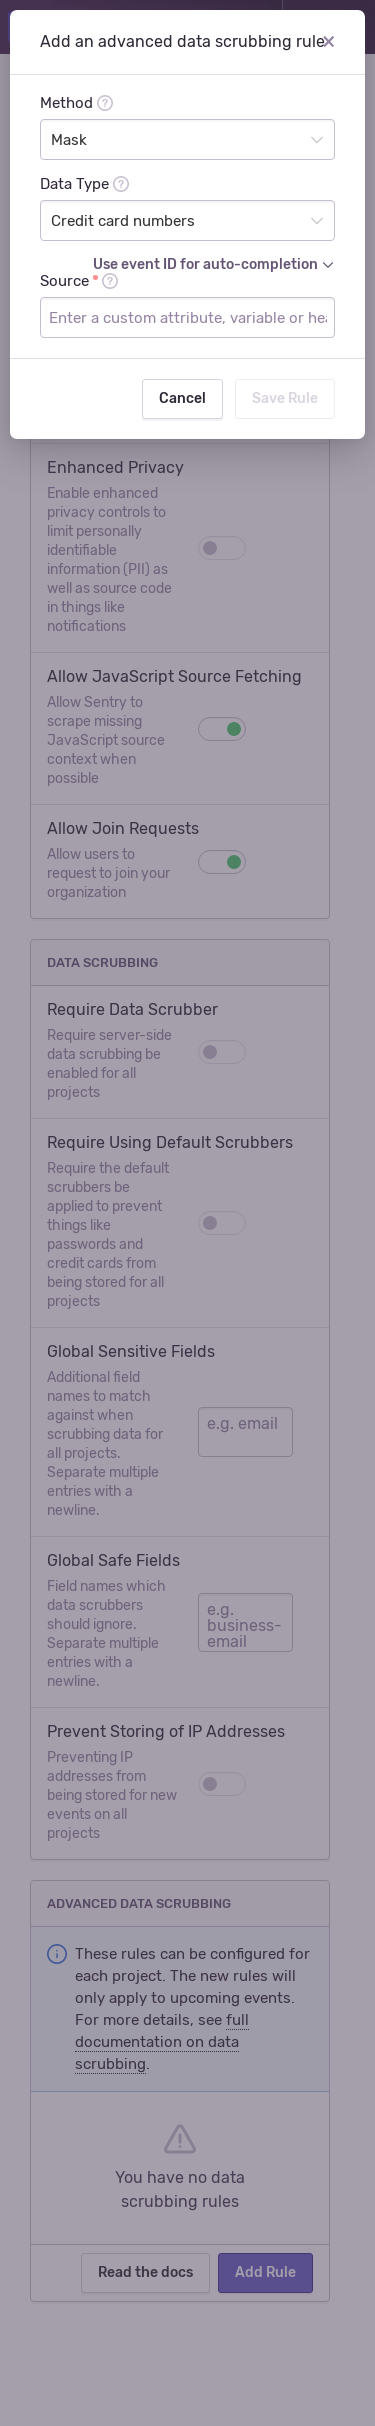 Add an advanced data scrubbing rule
Method
Mask
Data Type
Credit card numbers
Use event ID for auto-completion
Source
Enter a custom attribute, variable or hea
Cancel
Save Rule
Enhanced Privacy
Enable enhanced
privacy controls to
limit personally
identifiable
information (PII) as
well as source code
in things like
notifications
Allow JavaScript Source Fetching
Allow Sentry to
scrape missing
JavaScript source
context when
possible
Allow Join Requests
Allow users to
request to join your
organization
DATA SCRUBBING
Require Data Scrubber
Require server-side
data scrubbing be
enabled for all
projects
Require Using Default Scrubbers
Require the default
scrubbers be
applied to prevent
things like
passwords and
credit cards from
being stored for all
projects
Global Sensitive Fields
Additional field
names to match
against when
scrubbing data for
all projects.
Separate multiple
entries with a
newline.
e.g. email
Global Safe Fields
Field names which
data scrubbers
should ignore.
Separate multiple
entries with a
newline.
e.g.
business-
email
Prevent Storing of IP Addresses
Preventing IP
addresses from
being stored for new
events on all
projects
ADVANCED DATA SCRUBBING
These rules can be configured for
each project. The new rules will
only apply to upcoming events.
For more details, see full
documentation on data
scrubbing.
You have no data
scrubbing rules
Read the docs
Add Rule